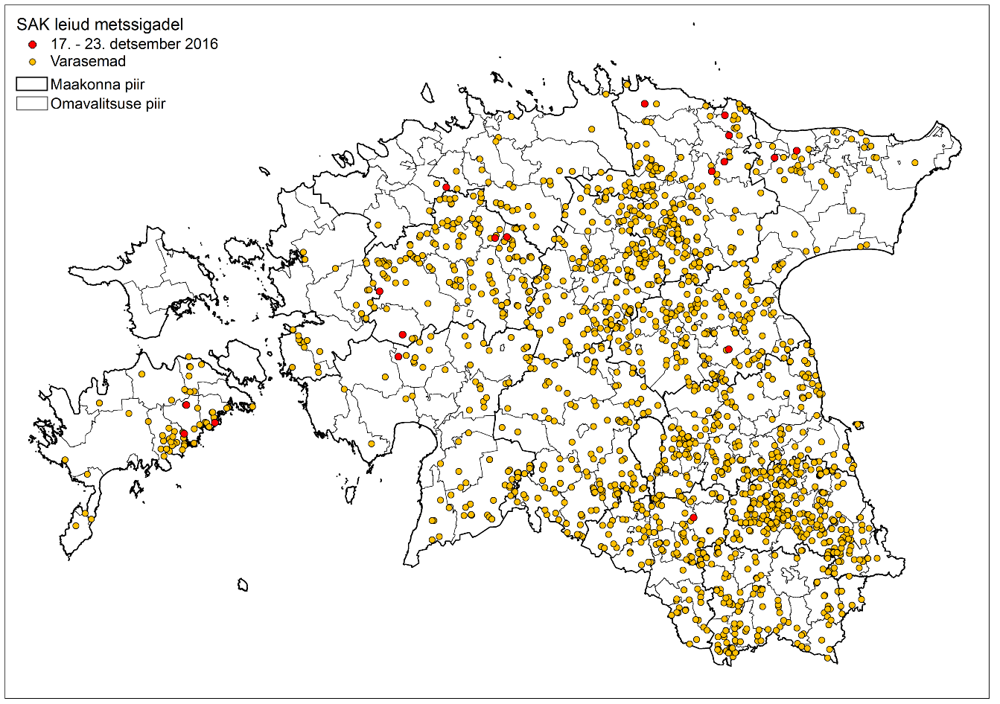 SAK leiud metssigadel
17. - 23. detsember 2016
Varasemad
Maakonna piir
Omavalitsuse piir